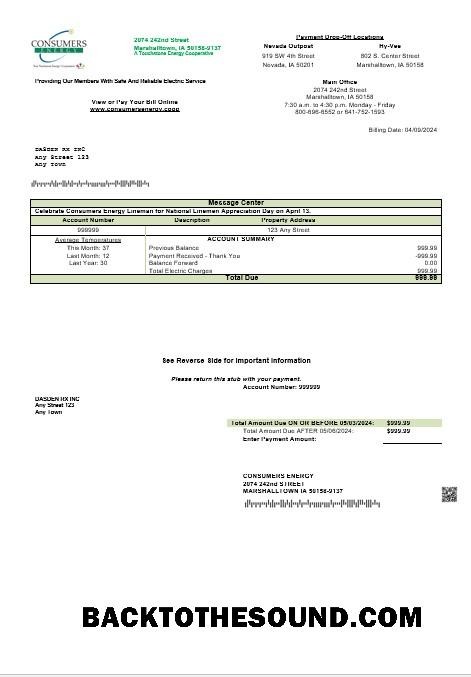 CONSUMERS
ENERGY
2074 242nd Street
Marshalltown, IA 50158-9137
A Touchstone Energy Cooperative
Payment Drop-Off Locations
Nevada Outpost Hy-Vee
919 SW 4th Street 802 S. Center Street
Nevada, IA 50201 Marshalltown, IA 50158
Providing Our Members With Safe And Reliable Electric Service
Main Office
2074 242nd Street
Marshalltown, IA 50158
7:30 a.m. to 4:30 p.m. Monday - Friday
800-696-6552 or 641-752-1593
View or Pay Your Bill Online
www.consumersenergy.coop
Billing Date: 04/09/2024
DASDEN RX INC
Any Street 123
Any Town
Message Center
Celebrate Consumers Energy Lineman for National Linemen Appreciation Day on April 13.
Account Number Description Property Address
999999 123 Any Street
Average Temperatures ACCOUNT SUMMARY
This Month: 37 Previous Balance 999.99
Last Month: 12 Payment Received - Thank You -999.99
Last Year: 30 Balance Forward 0.00
Total Electric Charges 999.99
Total Due 999.99
See Reverse Side for Important Information
Please return this stub with your payment.
Account Number: 999999
DASDEN RX INC
Any Street 123
Any Town
Total Amount Due ON OR BEFORE 05/03/2024: $999.99
Total Amount Due AFTER 05/06/2024: $999.99
Enter Payment Amount:
CONSUMERS ENERGY
2074 242nd STREET
MARSHALLTOWN IA 50158-9137
BACKTOTHESOUND.COM